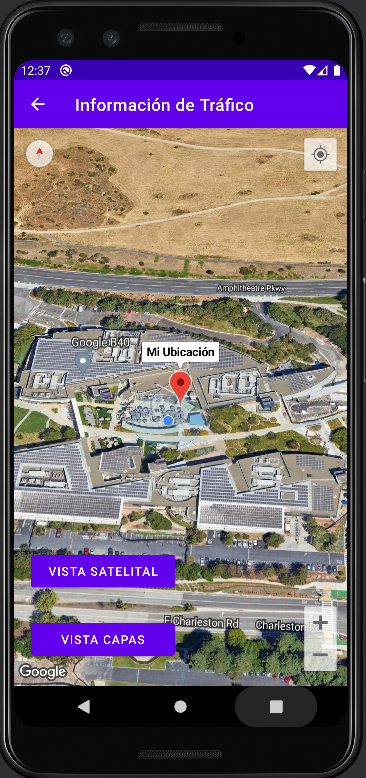 12:37
Información de Tráfico
Amphitheatre Pkwy
Google B40
Mi Ubicación
VISTA SATELITAL
E Charleston Rd
Charleston R
VISTA CAPAS
Google